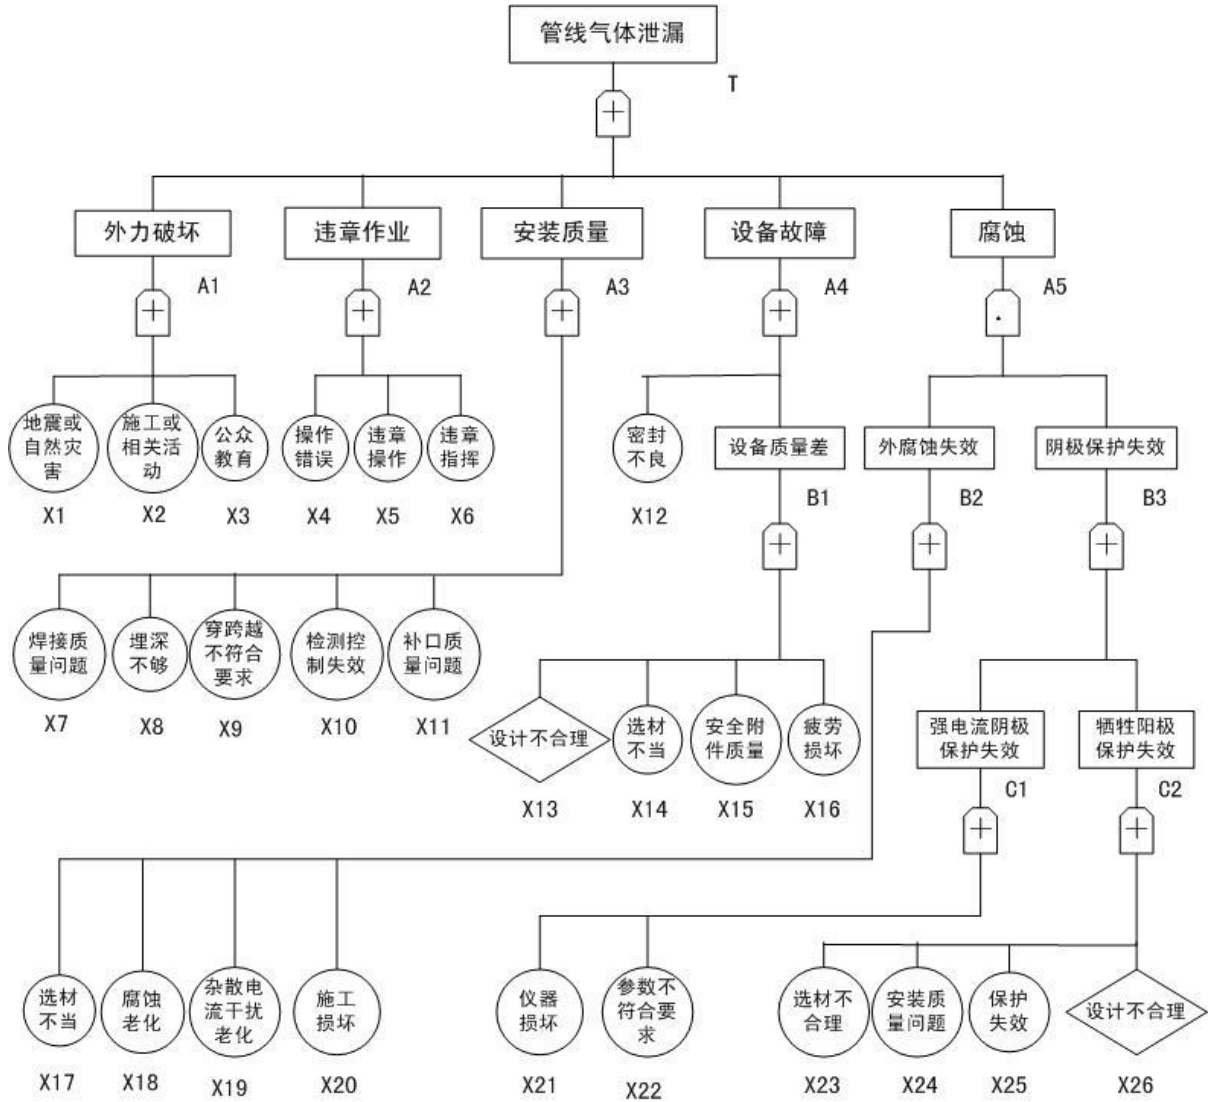 管线气体泄漏
T
+
外力破坏
违章作业
安装质量
设备故障
腐蚀
A1
A2
A3
A4
A5
+
+
+
+
.
地震或
自然灾
害
施工或
相关活
动
公众
教育
操作
错误
违章
操作
违章
指挥
密封
不良
设备质量差
外腐蚀失效
阴极保护失效
X1
X2
X3
X4
X5
X6
X12
B1
B2
B3
+
+
+
焊接质
量问题
埋深
不够
穿跨越
不符合
要求
检测控
制失效
补口质
量问题
X7
X8
X9
X10
X11
设计不合理
选材
不当
安全附
件质量
疲劳
损坏
强电流阴极
保护失效
牺牲阳极
保护失效
X13
X14
X15
X16
C1
C2
+
+
选材
不当
腐蚀
老化
杂散电
流干扰
老化
施工
损坏
仪器
损坏
参数不
符合要
求
选材不
合理
安装质
量问题
保护
失效
设计不合理
X17
X18
X19
X20
X21
X22
X23
X24
X25
X26